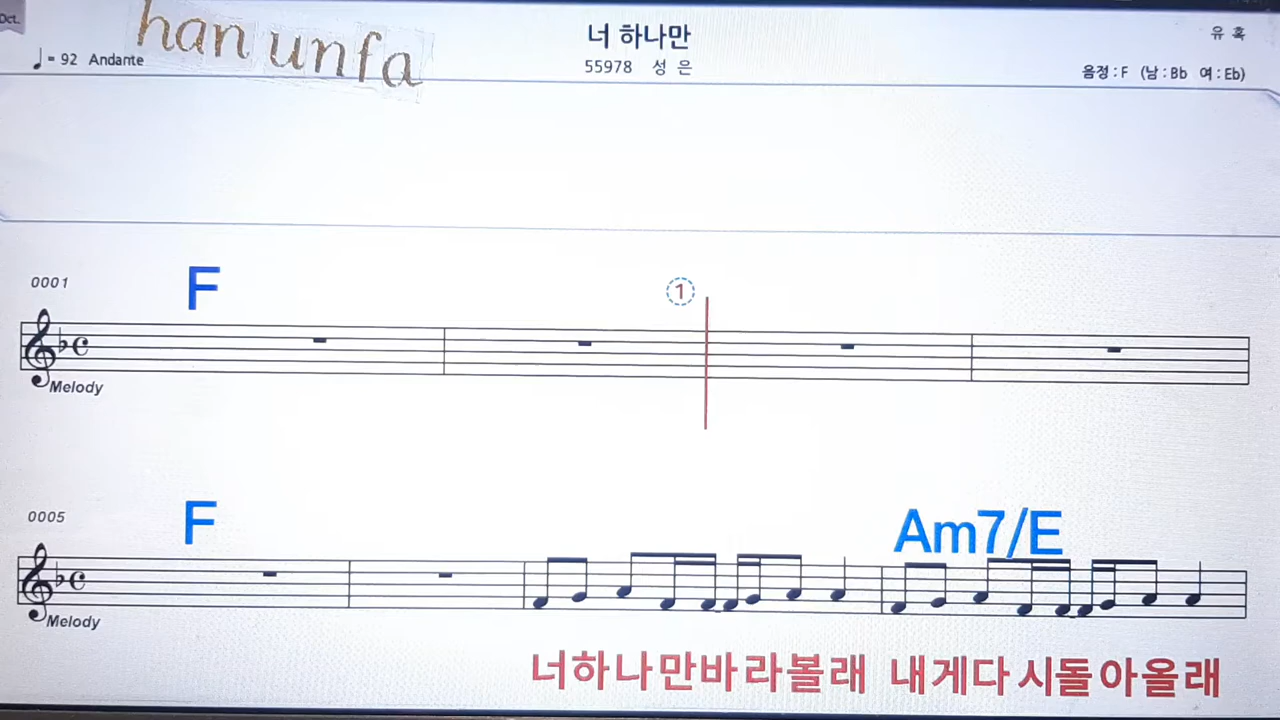 Oct.
han unfa
너 하나만
유 혹
♩= 92 Andante
55978 성 은
음정 : F (남 : Bb 여 : Eb)
0001
F
1
Melody
0005
F
Am7/E
Melody
너하나만바라볼래 내게다시돌아올래